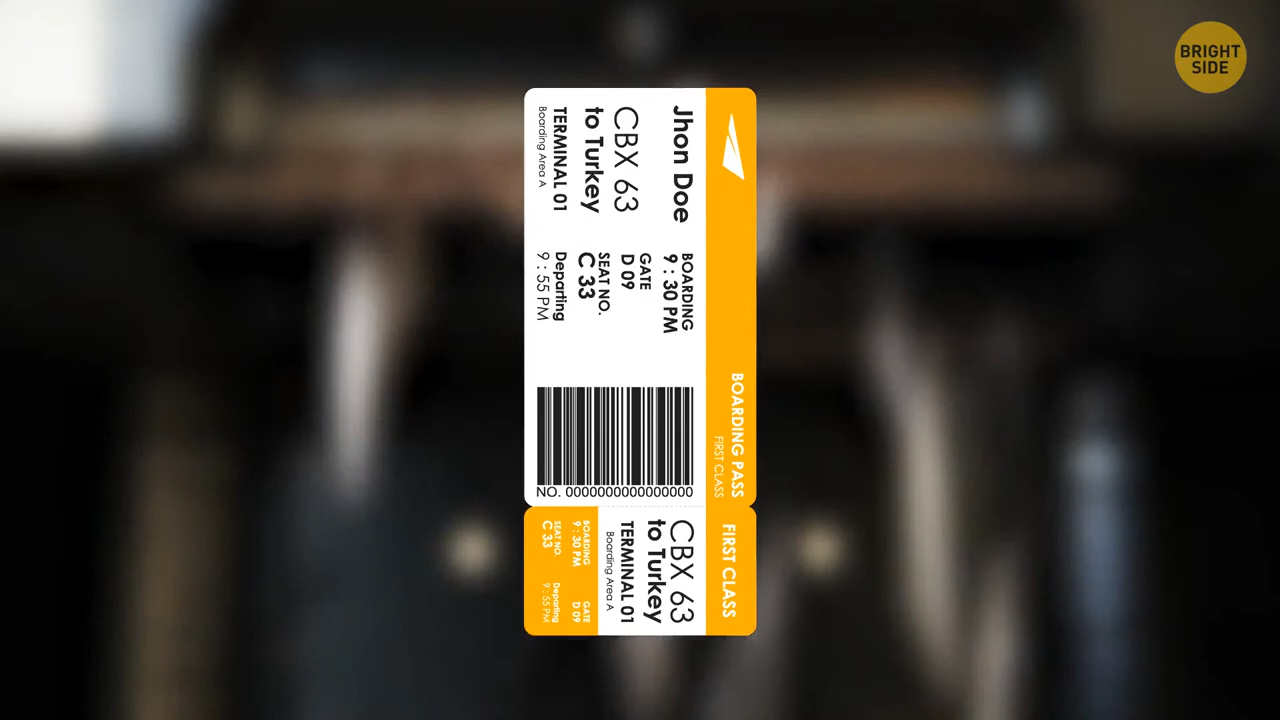 BRIGHT
SIDE
BOARDING PASS
FIRST CLASS
Jhon Doe
CBX 63
to Turkey
TERMINAL 01
Boarding Area A
BOARDING
9 : 30 PM
GATE
D 09
SEAT NO.
C 33
Departing
9 : 55 PM
NO. 0000000000000000
FIRST CLASS
CBX 63
to Turkey
TERMINAL 01
Boarding Area A
BOARDING
9 : 30 PM
GATE
D 09
SEAT NO.
C 33
Departing
9 : 55 PM